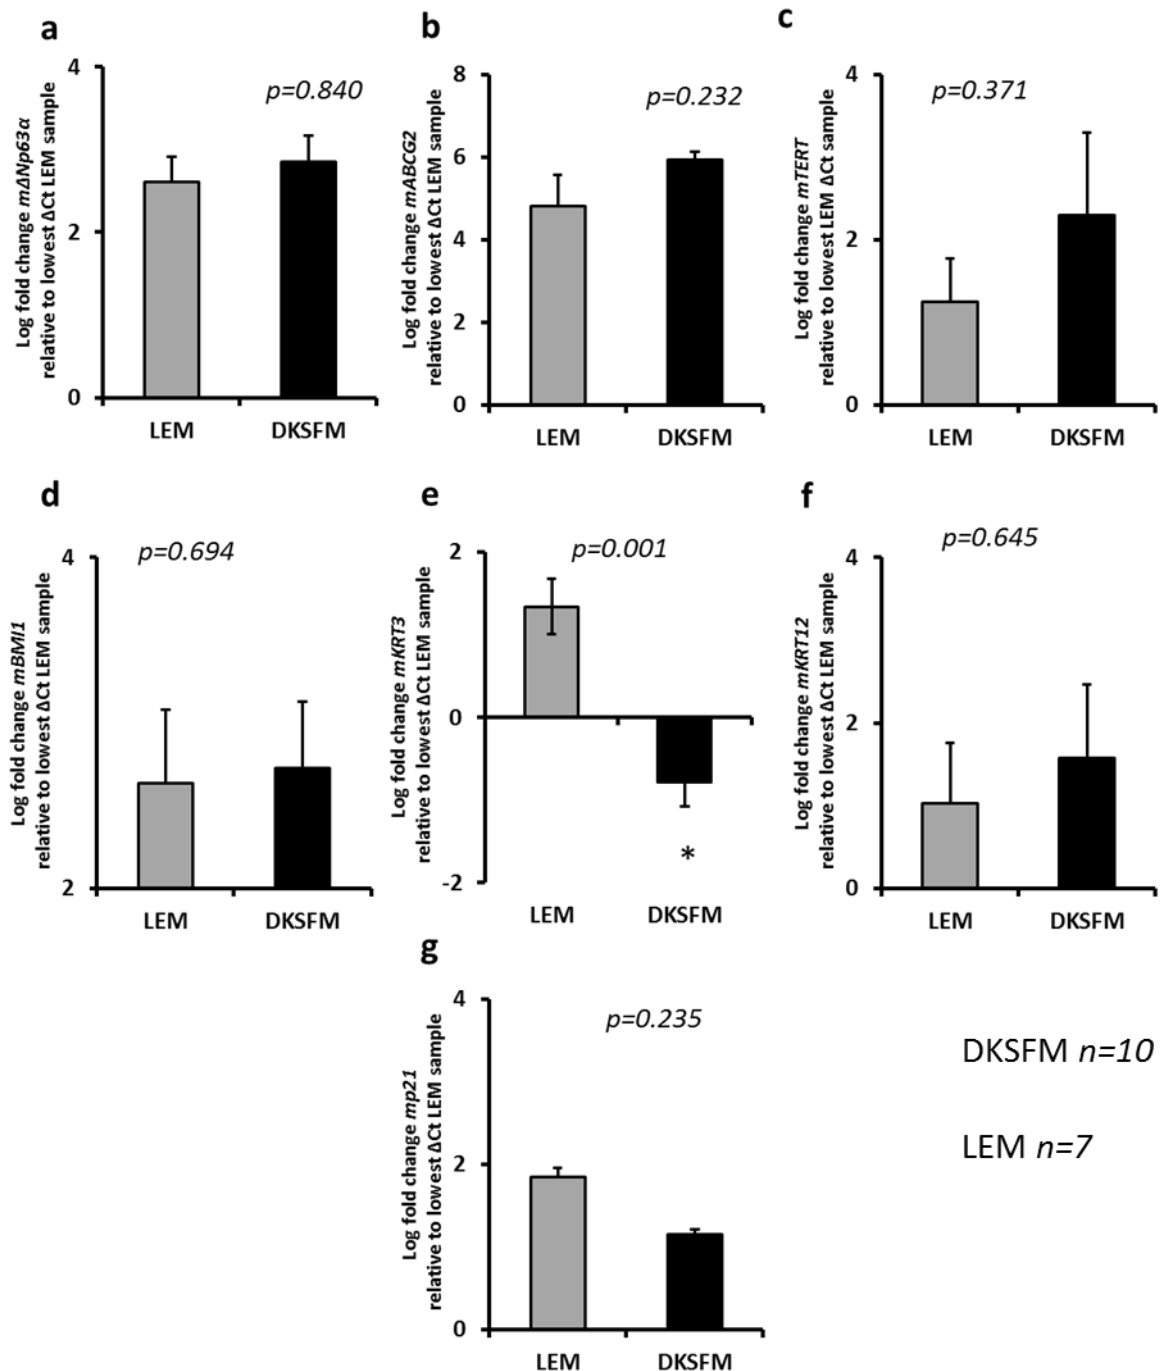 a
Log fold change mΔNp63α
relative to lowest ΔCt LEM sample
4
2
0
p=0.840
LEM DKSFM
b
Log fold change mABCG2
relative to lowest ΔCt LEM sample
8
6
4
2
0
p=0.232
LEM DKSFM
c
Log fold change mTERT
relative to lowest LEM ΔCt sample
4
2
0
p=0.371
LEM DKSFM
d
Log fold change mBMI1
relative to lowest ΔCt LEM sample
4
2
p=0.694
LEM DKSFM
e
Log fold change mKRT3
relative to lowest ΔCt LEM sample
2
0
-2
p=0.001
*
LEM DKSFM
f
Log fold change mKRT12
relative to lowest ΔCt LEM sample
4
2
0
p=0.645
LEM DKSFM
g
Log fold change mp21
relative to lowest ΔCt LEM sample
4
2
0
p=0.235
LEM DKSFM
DKSFM n=10
LEM n=7